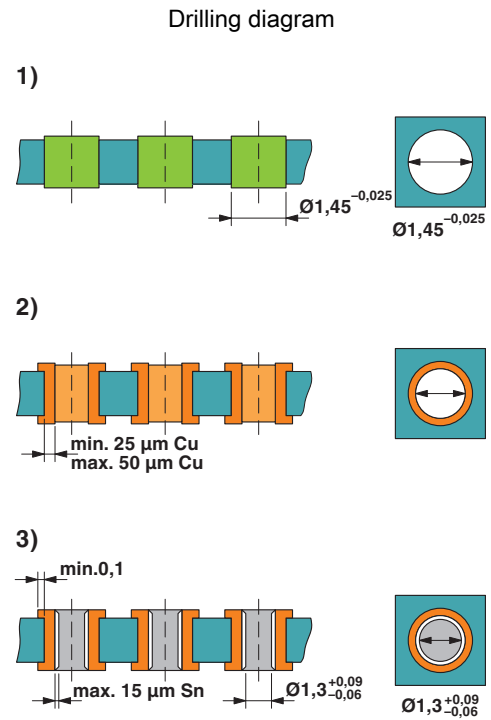 Drilling diagram
1)
Ø1,45 −0,025
Ø1,45 −0,025
2)
min. 25 µm Cu
max. 50 µm Cu
3)
min.0,1
max. 15 µm Sn
Ø1,3 +0,09 −0,06
Ø1,3 +0,09 −0,06